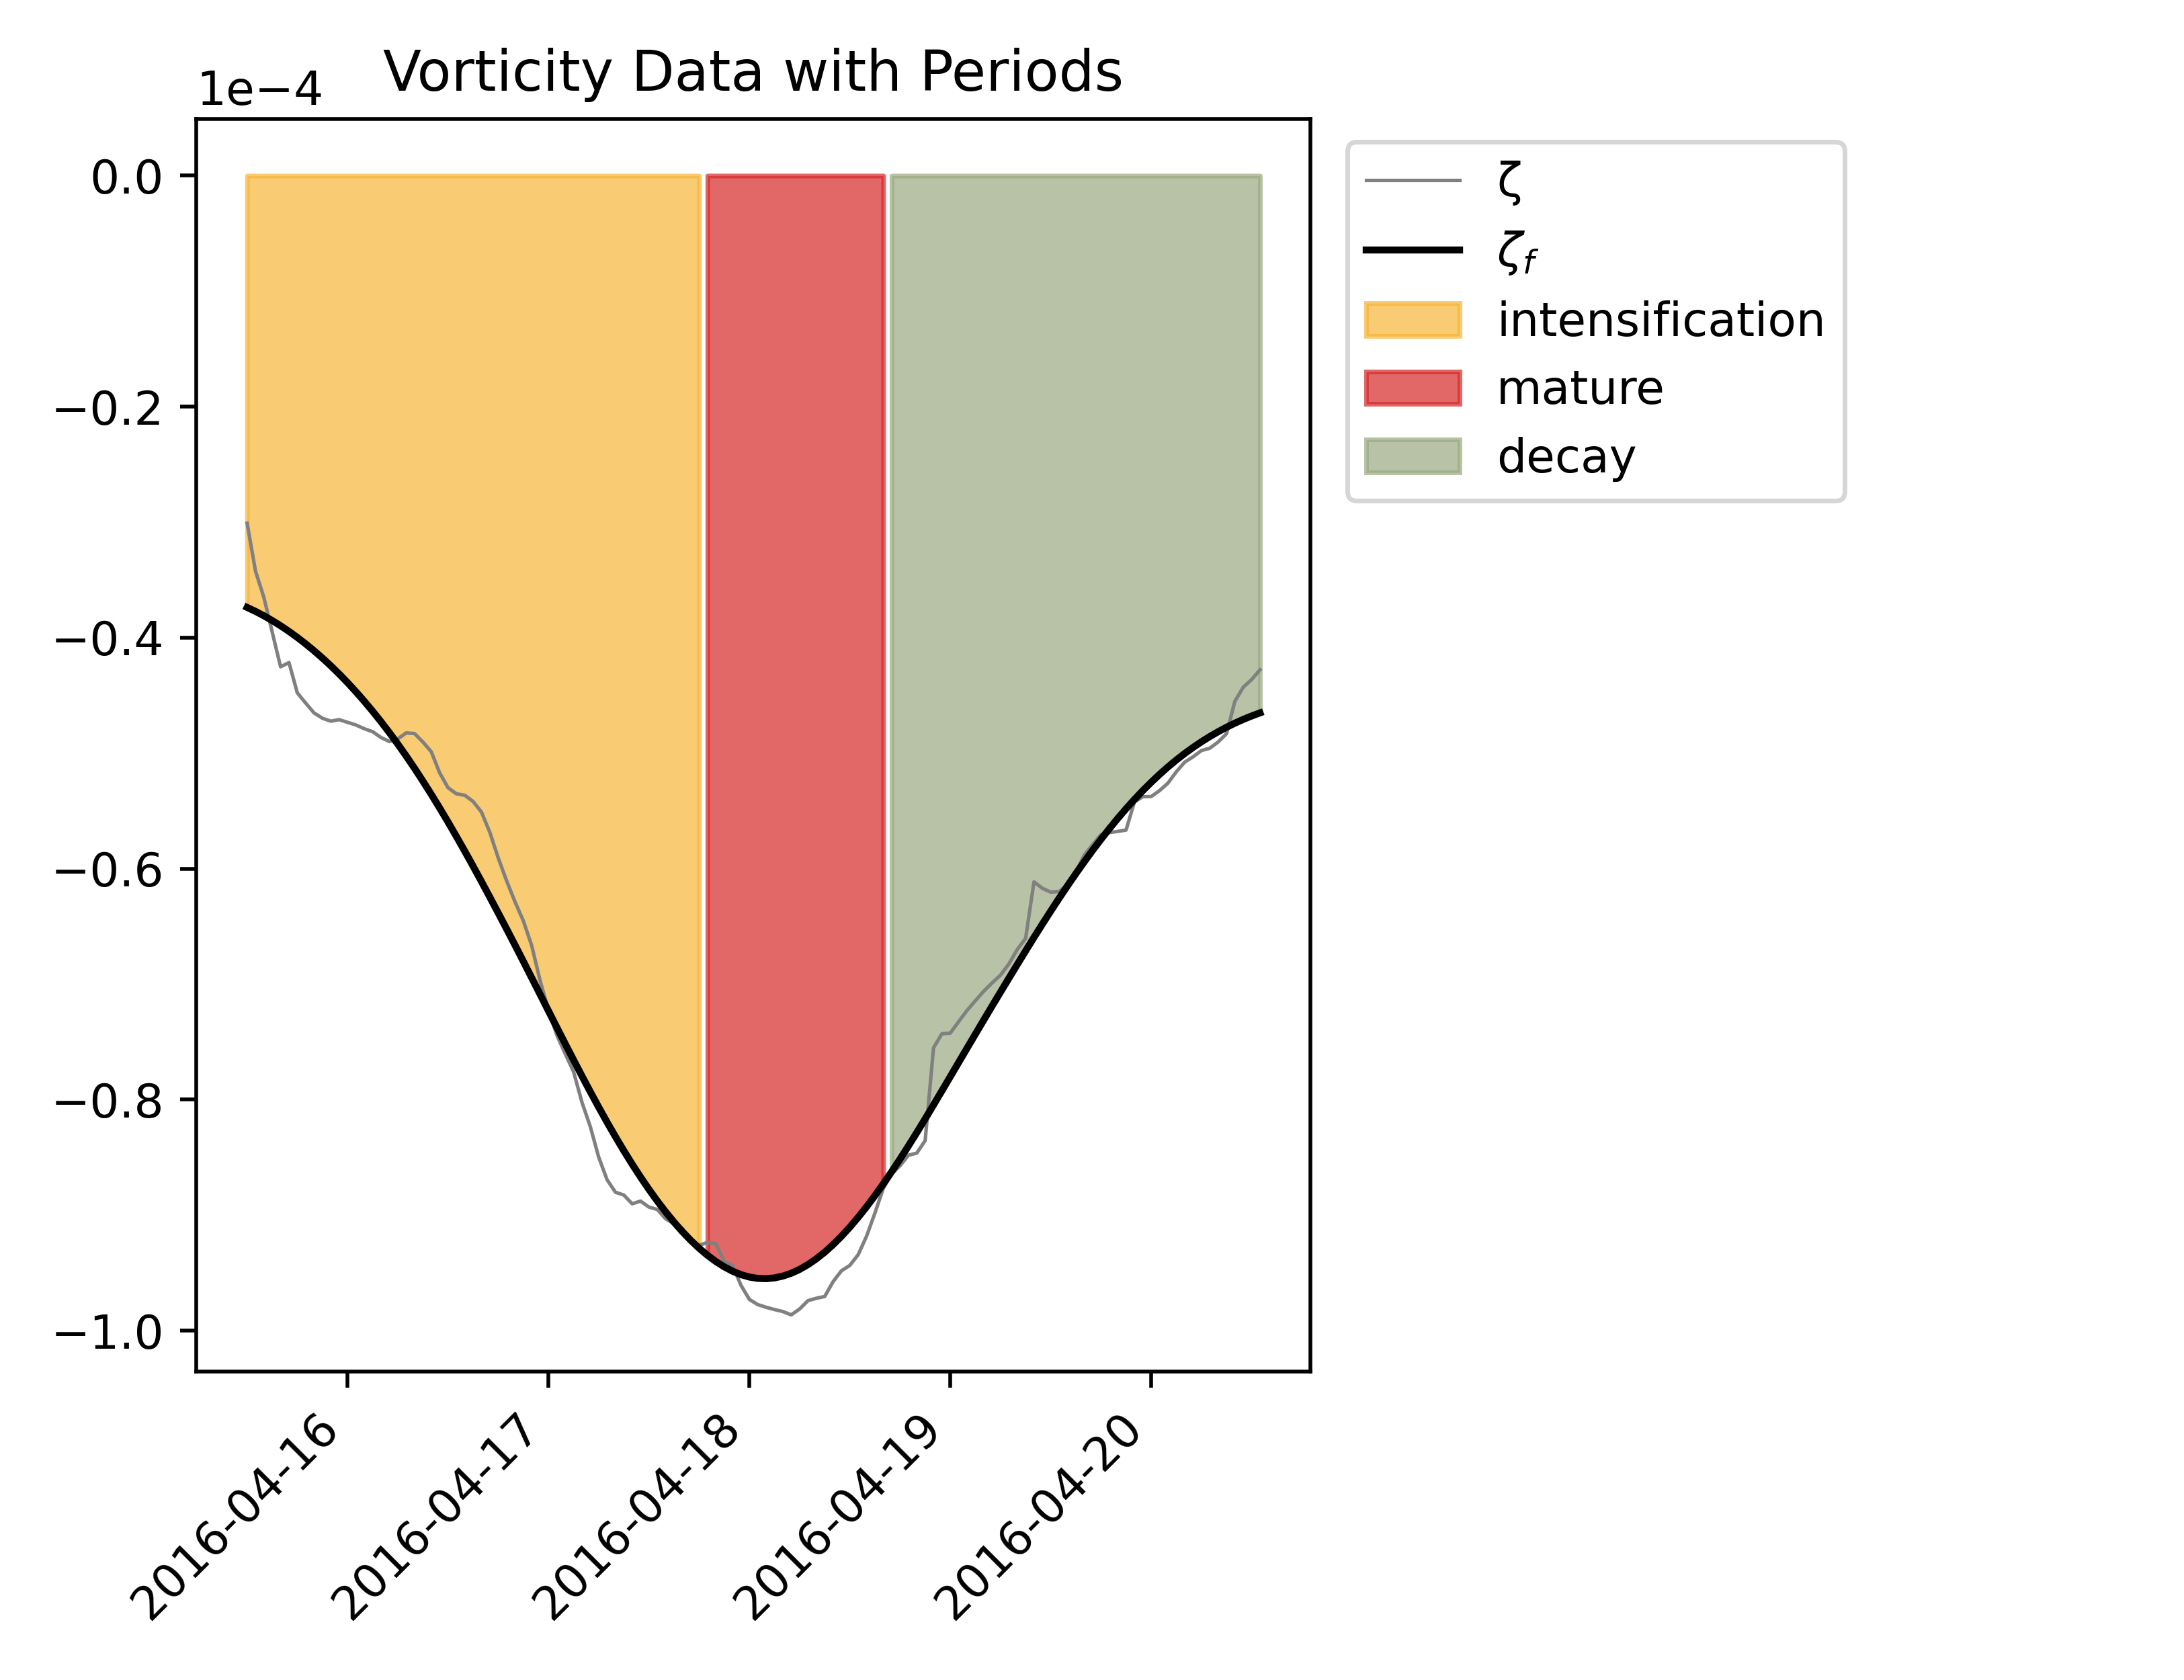 Vorticity Data with Periods
1e−4
0.0
−0.2
−0.4
−0.6
−0.8
−1.0
2016-04-16
2016-04-17
2016-04-18
2016-04-19
2016-04-20
ζ
ζf
intensification
mature
decay